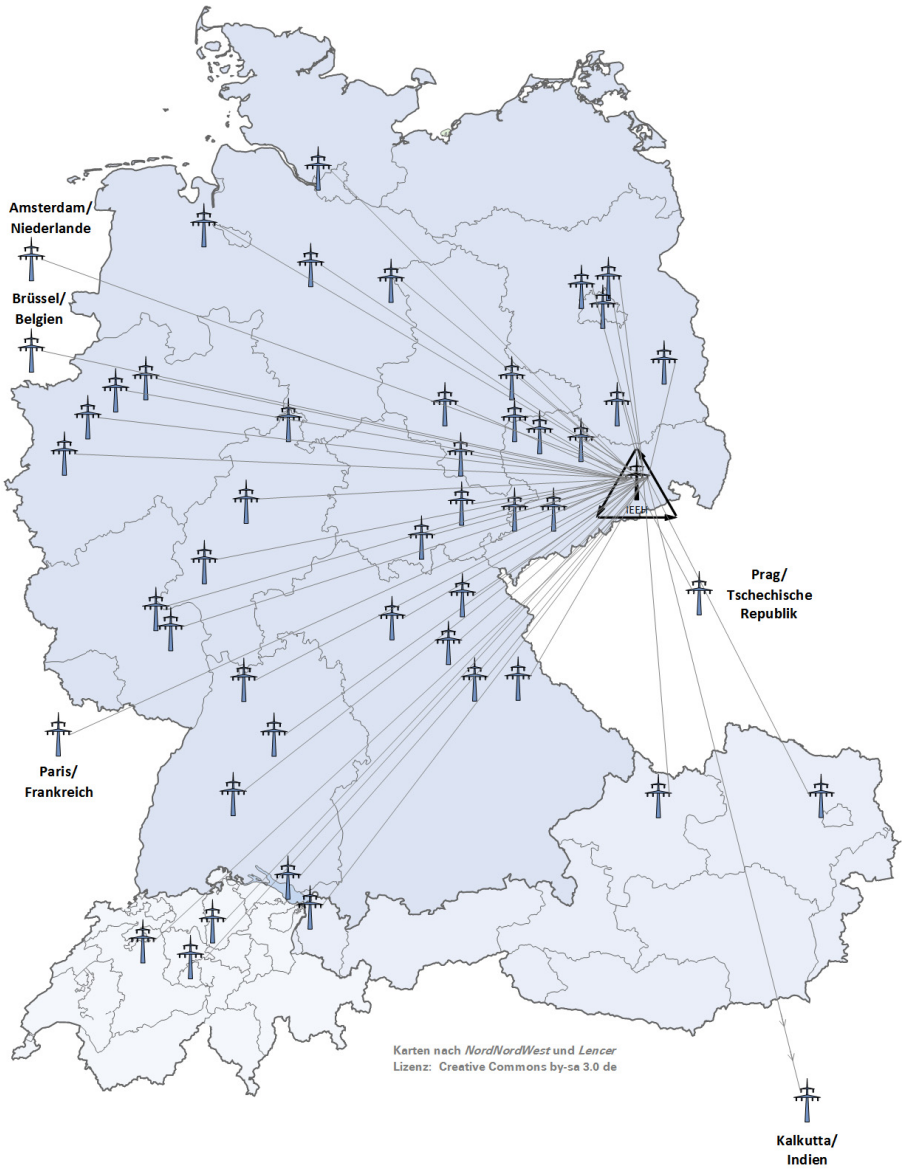 Amsterdam/
Niederlande
Brüssel/
Belgien
IEEH
Prag/
Tschechische
Republik
Paris/
Frankreich
Karten nach NordNordWest und Lencer
Lizenz: Creative Commons by-sa 3.0 de
Kalkutta/
Indien